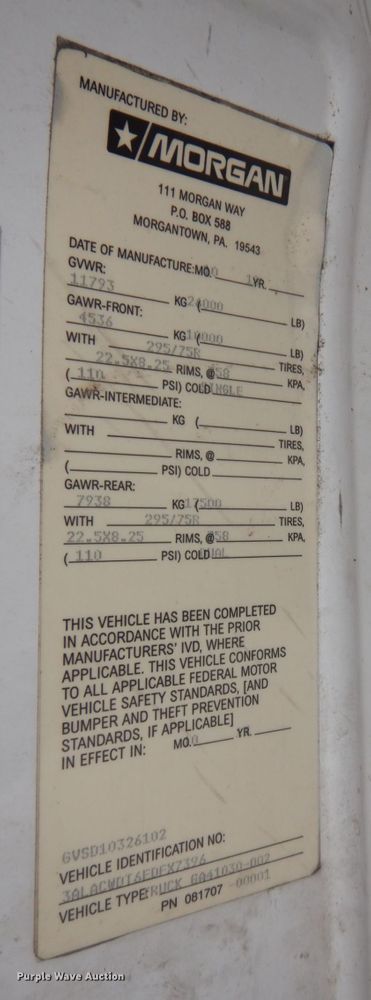 MANUFACTURED BY:
MORGAN
111 MORGAN WAY
P.O. BOX 588
MORGANTOWN, PA. 19543
DATE OF MANUFACTURE: MO. YR.
GVWR:
11793 KG ( LB)
GAWR-FRONT:
4536 KG (10000 LB)
WITH 295/75R TIRES,
22.5X8.25 RIMS, @ 758 KPA,
( 110 PSI) COLD SINGLE
GAWR-INTERMEDIATE:
KG ( LB)
WITH TIRES,
RIMS, @ KPA,
( PSI) COLD
GAWR-REAR:
7938 KG (17500 LB)
WITH 295/75R TIRES,
22.5X8.25 RIMS, @ 758 KPA,
( 110 PSI) COLD DUAL
THIS VEHICLE HAS BEEN COMPLETED
IN ACCORDANCE WITH THE PRIOR
MANUFACTURERS' IVD, WHERE
APPLICABLE. THIS VEHICLE CONFORMS
TO ALL APPLICABLE FEDERAL MOTOR
VEHICLE SAFETY STANDARDS, [AND
BUMPER AND THEFT PREVENTION
STANDARDS, IF APPLICABLE]
IN EFFECT IN: MO. YR.
GVSD10326102
VEHICLE IDENTIFICATION NO:
VEHICLE TYPE: TRUCK
PN 081707 -00001
Purple Wave Auction